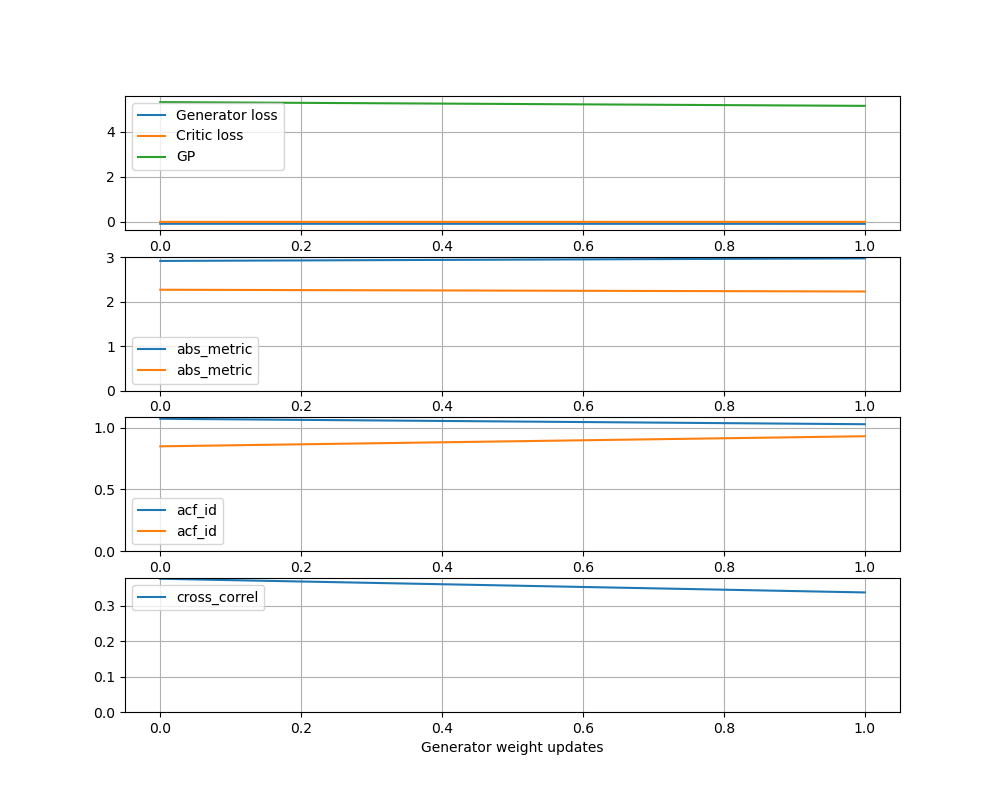 Generator loss
Critic loss
GP
4
2
0
0.0 0.2 0.4 0.6 0.8 1.0
3
2
1
0
abs_metric
abs_metric
0.0 0.2 0.4 0.6 0.8 1.0
1.0
0.5
0.0
acf_id
acf_id
0.0 0.2 0.4 0.6 0.8 1.0
cross_correl
0.3
0.2
0.1
0.0
0.0 0.2 0.4 0.6 0.8 1.0
Generator weight updates